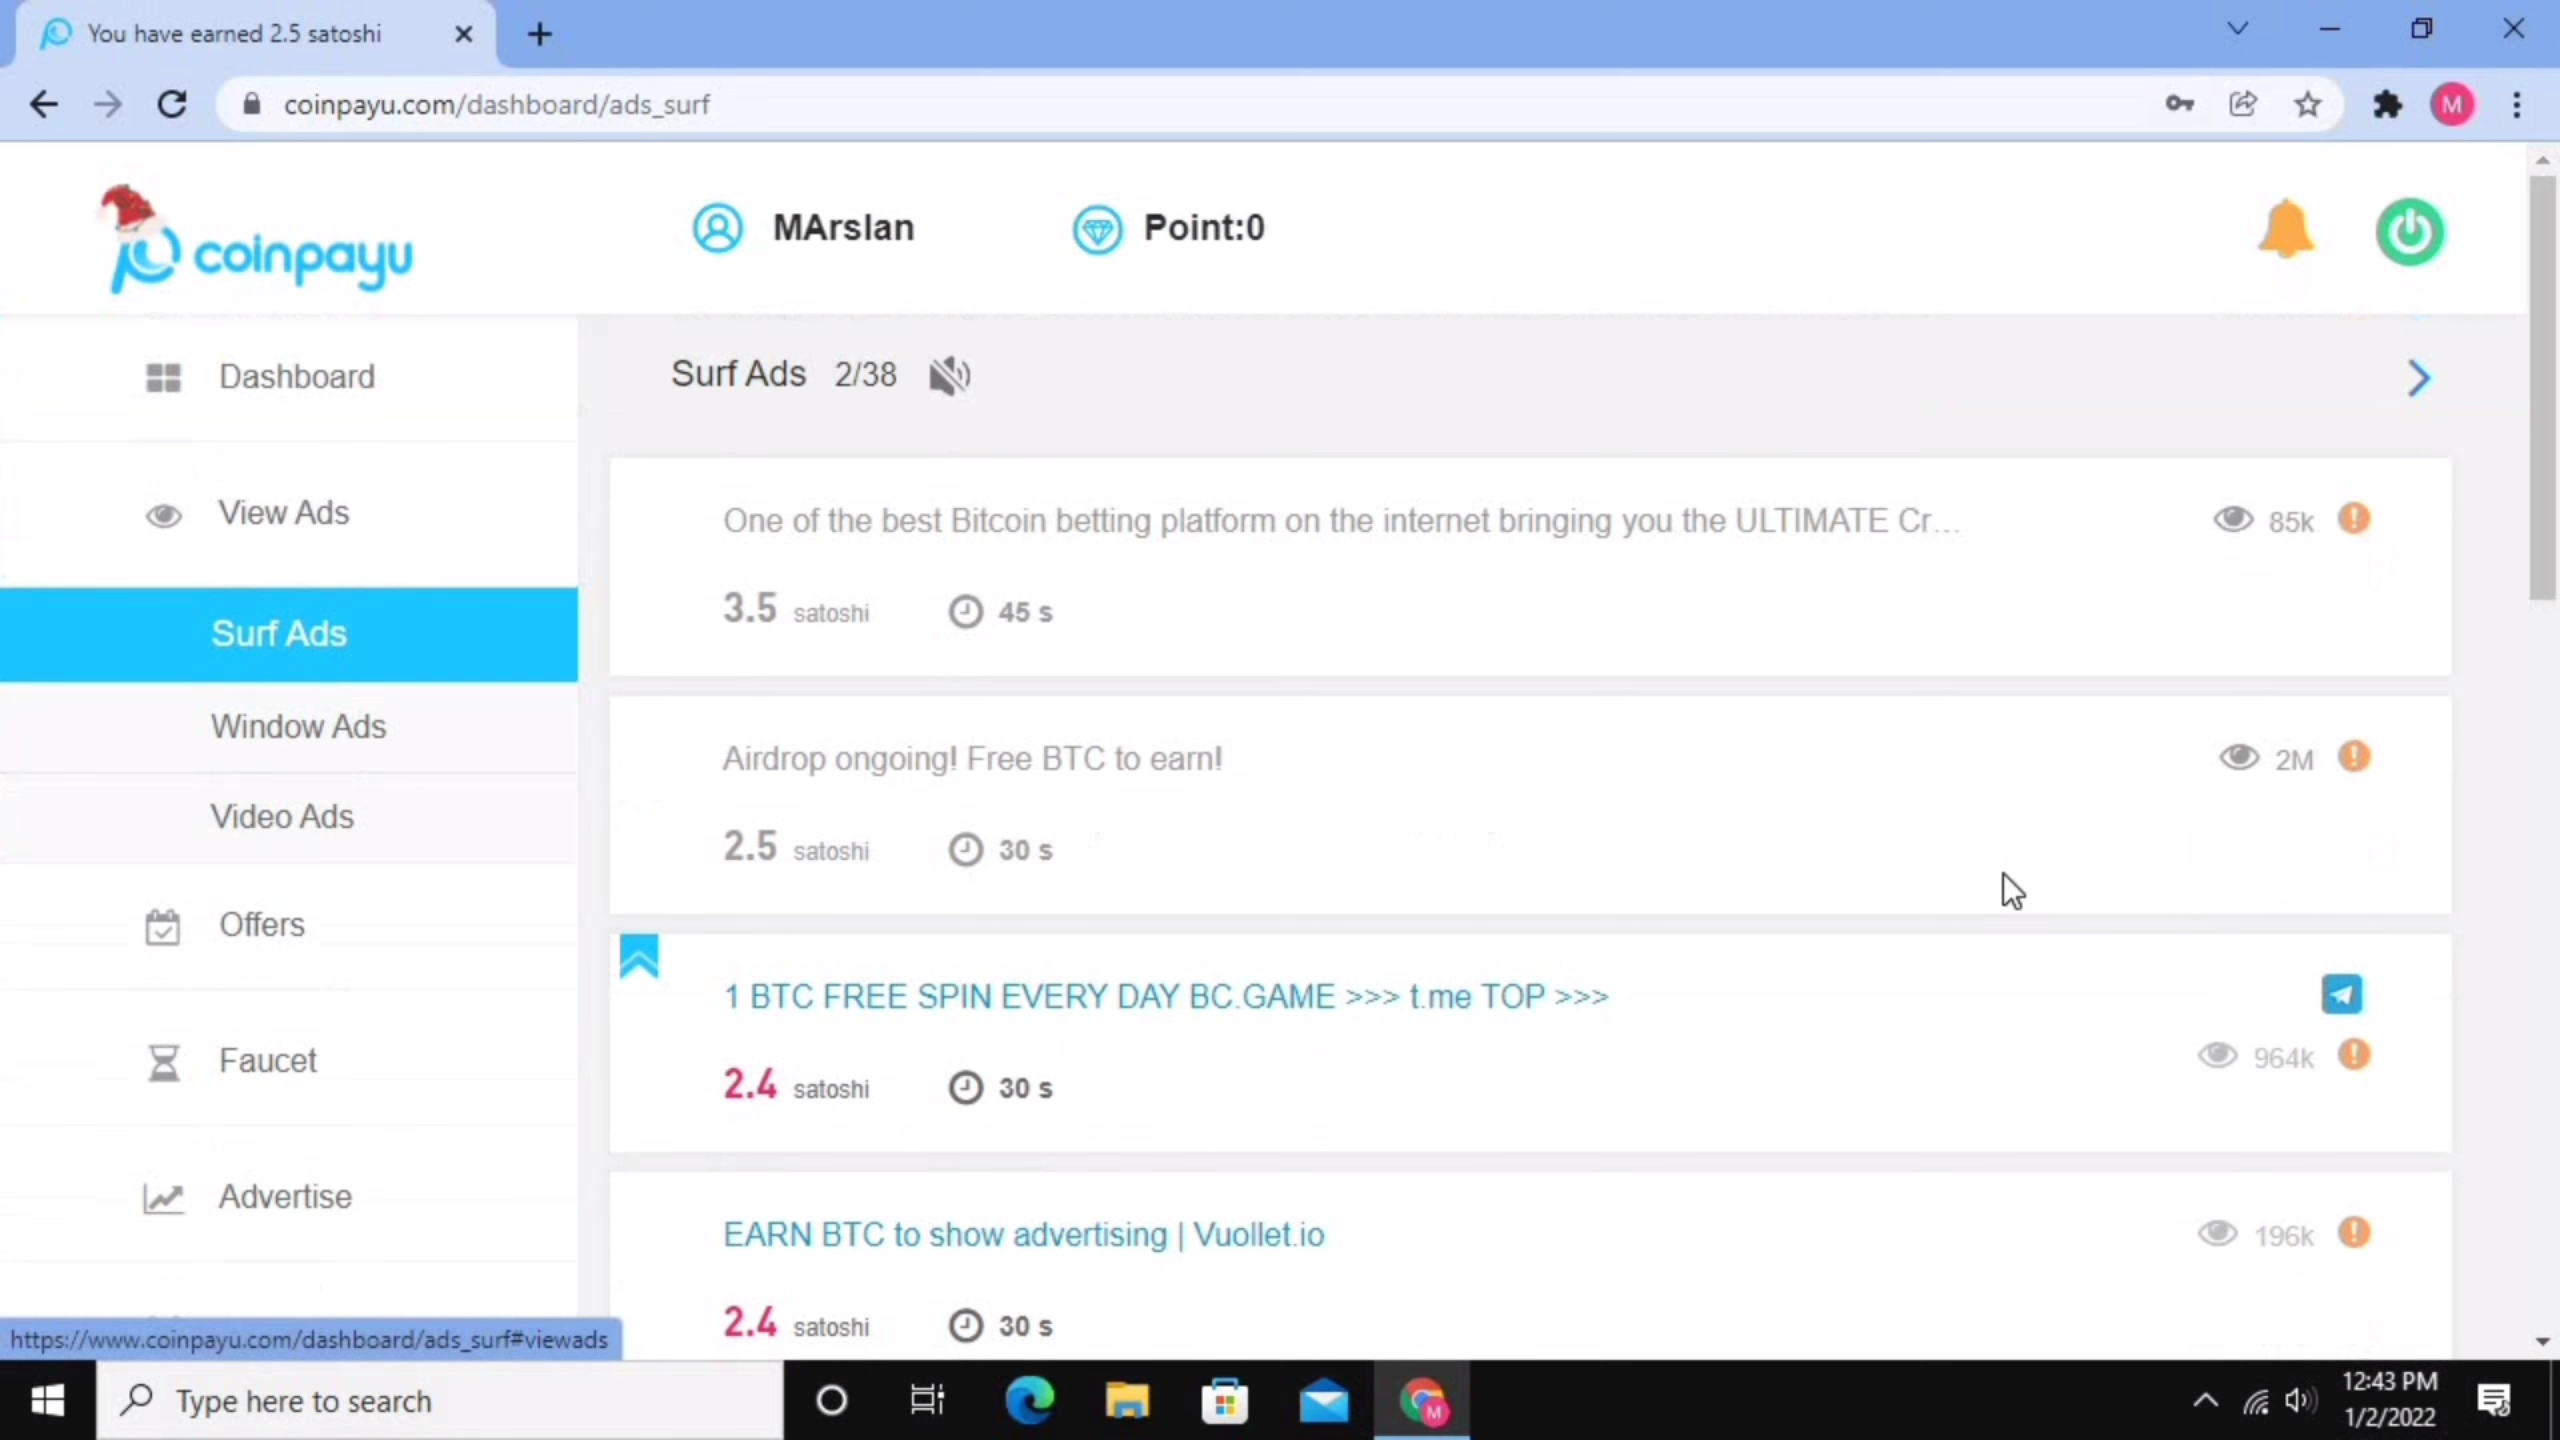 You have earned 2.5 satoshi
coinpayu.com/dashboard/ads_surf
M
coinpayu
MArslan
Point:0
Dashboard
View Ads
Surf Ads
Window Ads
Video Ads
Offers
Faucet
Advertise
Surf Ads 2/38
One of the best Bitcoin betting platform on the internet bringing you the ULTIMATE Cr...
85k
3.5 satoshi 45 s
Airdrop ongoing! Free BTC to earn!
2M
2.5 satoshi 30 s
1 BTC FREE SPIN EVERY DAY BC.GAME >>> t.me TOP >>>
964k
2.4 satoshi 30 s
EARN BTC to show advertising | Vuollet.io
196k
2.4 satoshi 30 s
https://www.coinpayu.com/dashboard/ads_surf#viewads
Type here to search
M
12:43 PM
1/2/2022